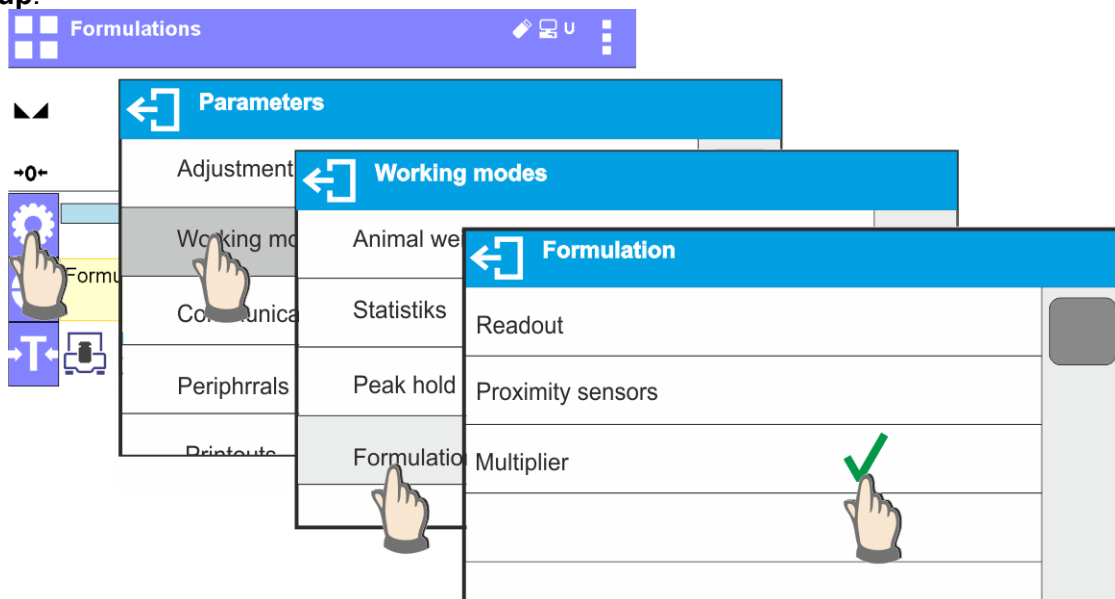 up.
Formulations
U
Parameters
Adjustment
Working modes
→0←
Working mo
Animal we
Formulation
Formu
Statistiks
Readout
Communica
Peak hold
Proximity sensors
→T←
Periphrrals
Formulatio
Multiplier
Printouts